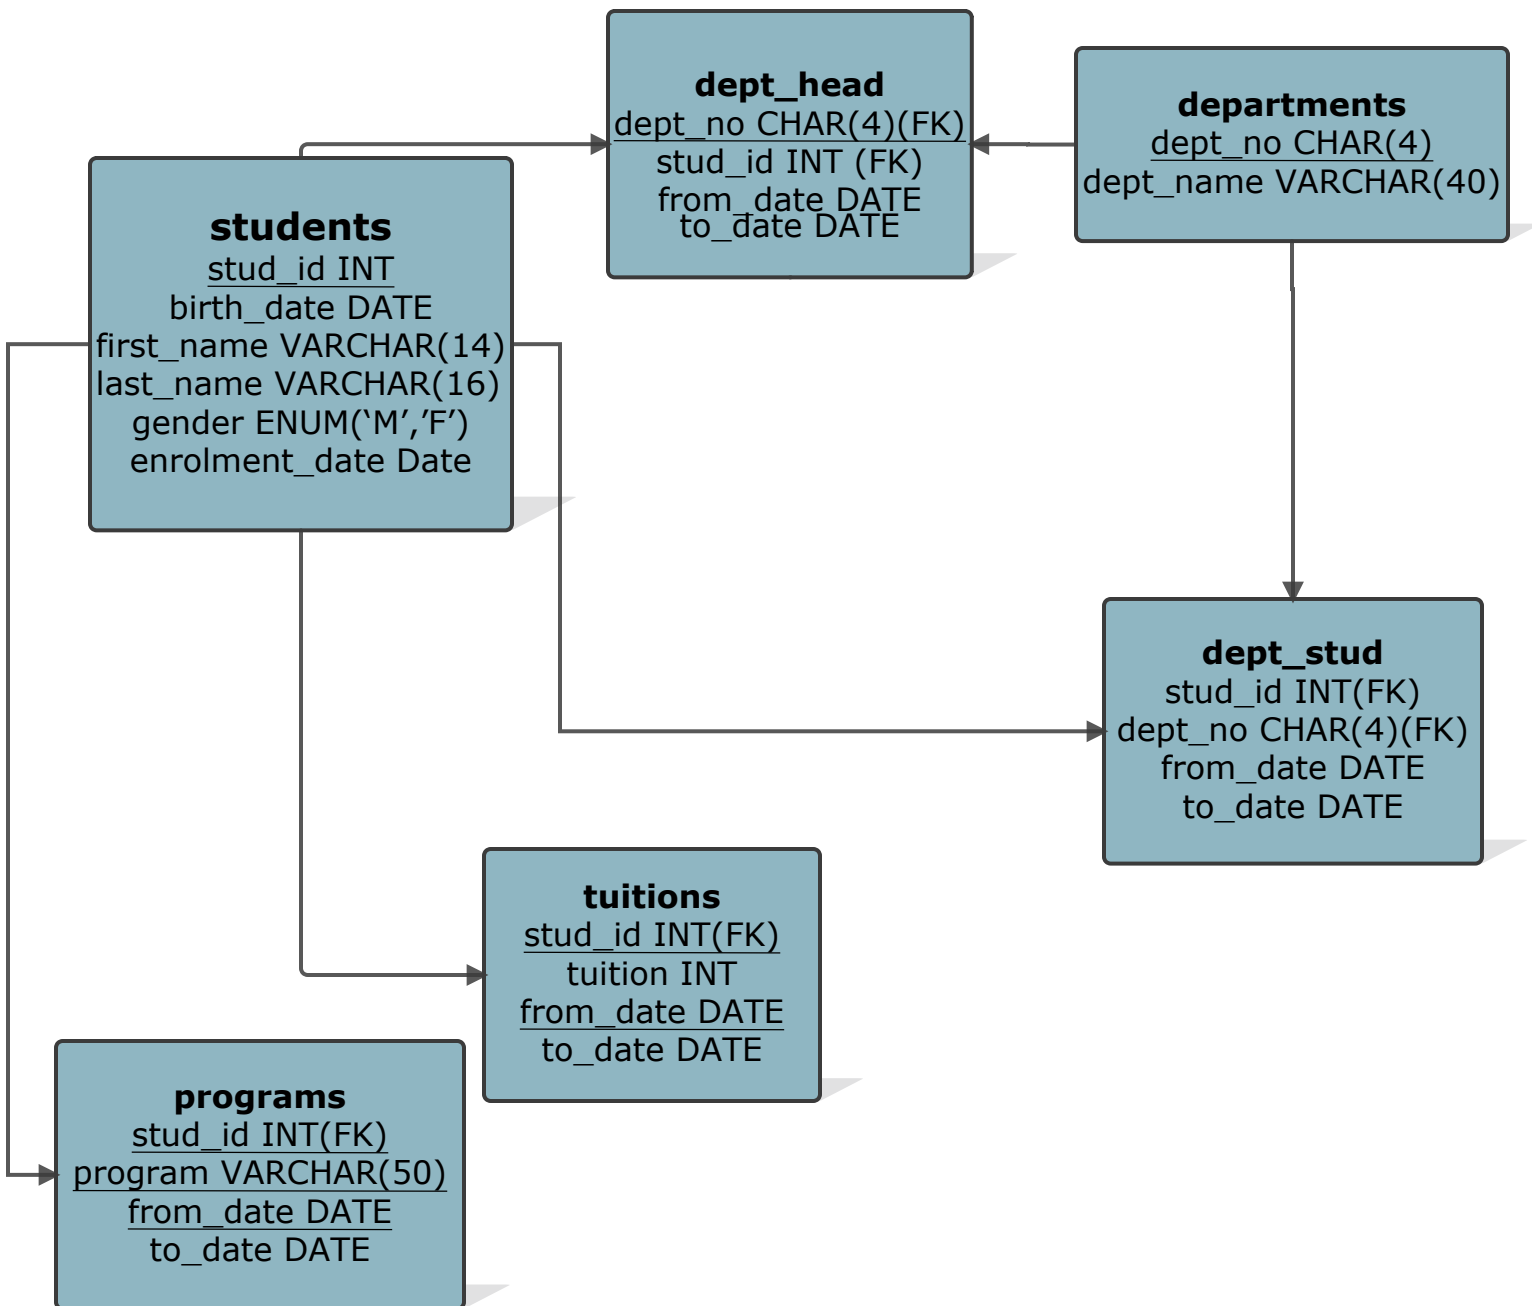 dept_head
dept_no CHAR(4)(FK)
stud_id INT (FK)
from_date DATE
to_date DATE
departments
dept_no CHAR(4)
dept_name VARCHAR(40)
students
stud_id INT
birth_date DATE
first_name VARCHAR(14)
last_name VARCHAR(16)
gender ENUM(‘M’,’F’)
enrolment_date Date
dept_stud
stud_id INT(FK)
dept_no CHAR(4)(FK)
from_date DATE
to_date DATE
tuitions
stud_id INT(FK)
tuition INT
from_date DATE
to_date DATE
programs
stud_id INT(FK)
program VARCHAR(50)
from_date DATE
to_date DATE